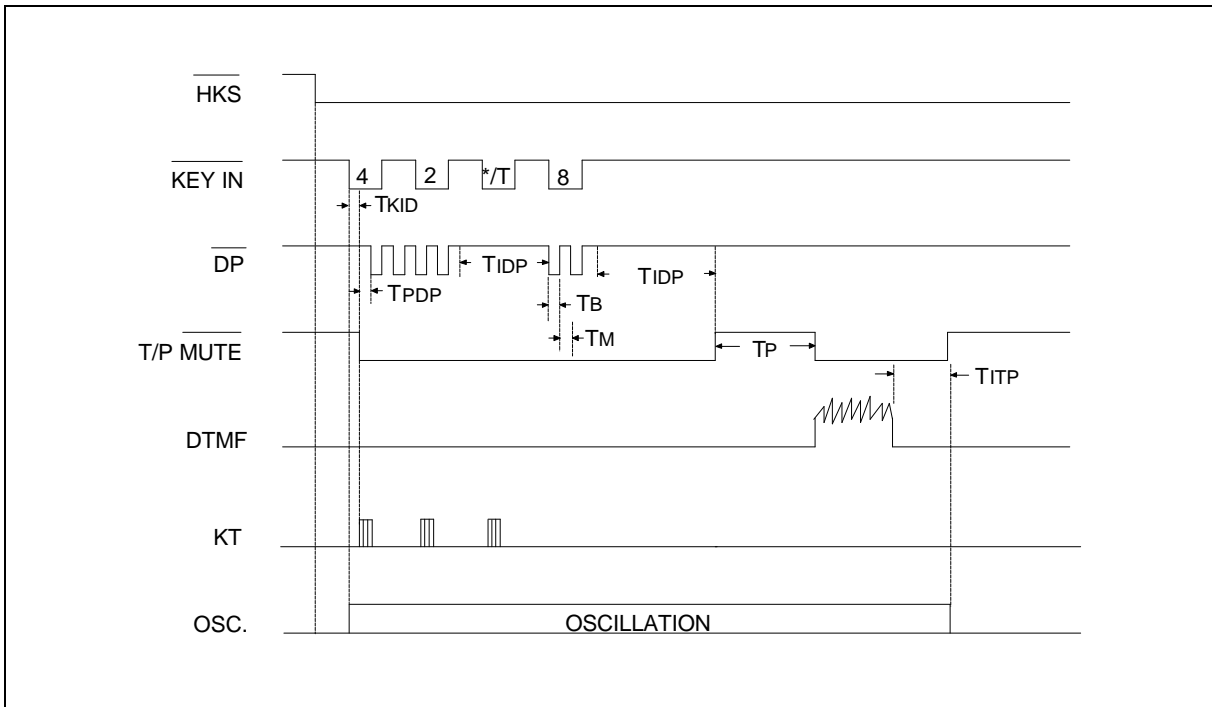 HKS
KEY IN
4
2
*/T
8
TKID
DP
TIDP
TIDP
TPDP
TB
TM
T/P MUTE
TP
TITP
DTMF
KT
OSC.
OSCILLATION